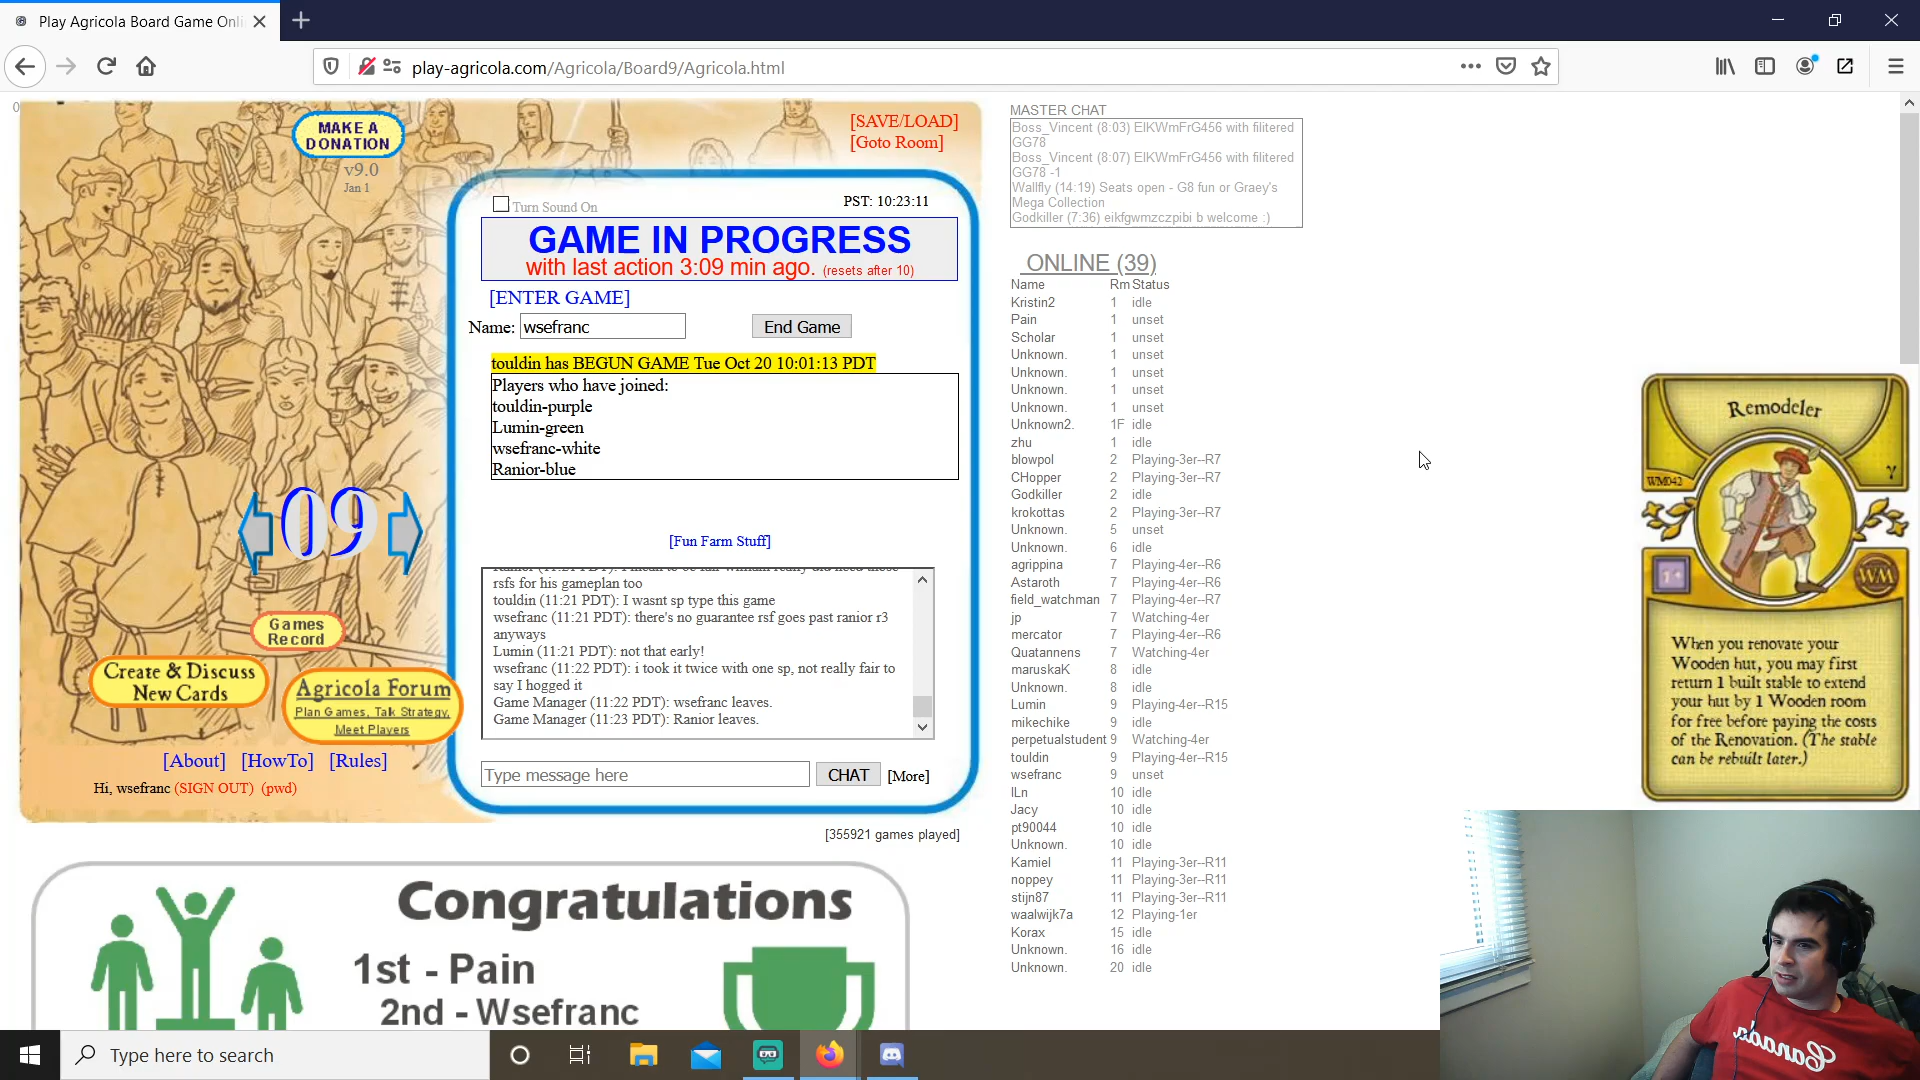 Play Agricola Board Game Onli
play-agricola.com/Agricola/Board9/Agricola.html
0
MAKE A
DONATION
v9.0
Jan 1
[SAVE/LOAD]
[Goto Room]
Turn Sound On
PST: 10:23:11
GAME IN PROGRESS
with last action 3:09 min ago. (resets after 10)
[ENTER GAME]
Name: wsefranc
End Game
touldin has BEGUN GAME Tue Oct 20 10:01:13 PDT
Players who have joined:
touldin-purple
Lumin-green
wsefranc-white
Ranior-blue
09
[Fun Farm Stuff]
rsfs for his gameplan too
touldin (11:21 PDT): I wasnt sp type this game
wsefranc (11:21 PDT): there's no guarantee rsf goes past ranior r3
anyways
Lumin (11:21 PDT): not that early!
wsefranc (11:22 PDT): i took it twice with one sp, not really fair to
say I hogged it
Game Manager (11:22 PDT): wsefranc leaves.
Game Manager (11:23 PDT): Ranior leaves.
Type message here
CHAT
[More]
Games
Record
Create & Discuss
New Cards
Agricola Forum
Plan Games, Talk Strategy,
Meet Players
[About] [HowTo] [Rules]
Hi, wsefranc (SIGN OUT) (pwd)
[355921 games played]
Congratulations
1st - Pain
2nd - Wsefranc
MASTER CHAT
Boss_Vincent (8:03) EIKWmFrG456 with filitered
GG78
Boss_Vincent (8:07) EIKWmFrG456 with filitered
GG78 -1
Wallfly (14:19) Seats open - G8 fun or Graey's
Mega Collection
Godkiller (7:36) eikfgwmzczpibi b welcome :)
ONLINE (39)
Name Rm Status
Kristin2 1 idle
Pain 1 unset
Scholar 1 unset
Unknown. 1 unset
Unknown. 1 unset
Unknown. 1 unset
Unknown. 1 unset
Unknown2. 1F idle
zhu 1 idle
blowpol 2 Playing-3er--R7
CHopper 2 Playing-3er--R7
Godkiller 2 idle
krokottas 2 Playing-3er--R7
Unknown. 5 unset
Unknown. 6 idle
agrippina 7 Playing-4er--R6
Astaroth 7 Playing-4er--R6
field_watchman 7 Playing-4er--R7
jp 7 Watching-4er
mercator 7 Playing-4er--R6
Quatannens 7 Watching-4er
maruskaK 8 idle
Unknown. 8 idle
Lumin 9 Playing-4er--R15
mikechike 9 idle
perpetualstudent 9 Watching-4er
touldin 9 Playing-4er--R15
wsefranc 9 unset
ILn 10 idle
Jacy 10 idle
pt90044 10 idle
Unknown. 10 idle
Kamiel 11 Playing-3er--R11
noppey 11 Playing-3er--R11
stijn87 11 Playing-3er--R11
waalwijk7a 12 Playing-1er
Korax 15 idle
Unknown. 16 idle
Unknown. 20 idle
Remodeler
WM042
1+
WM
When you renovate your
Wooden hut, you may first
return 1 built stable to extend
your hut by 1 Wooden room
for free before paying the costs
of the Renovation. (The stable
can be rebuilt later.)
Canada
Type here to search